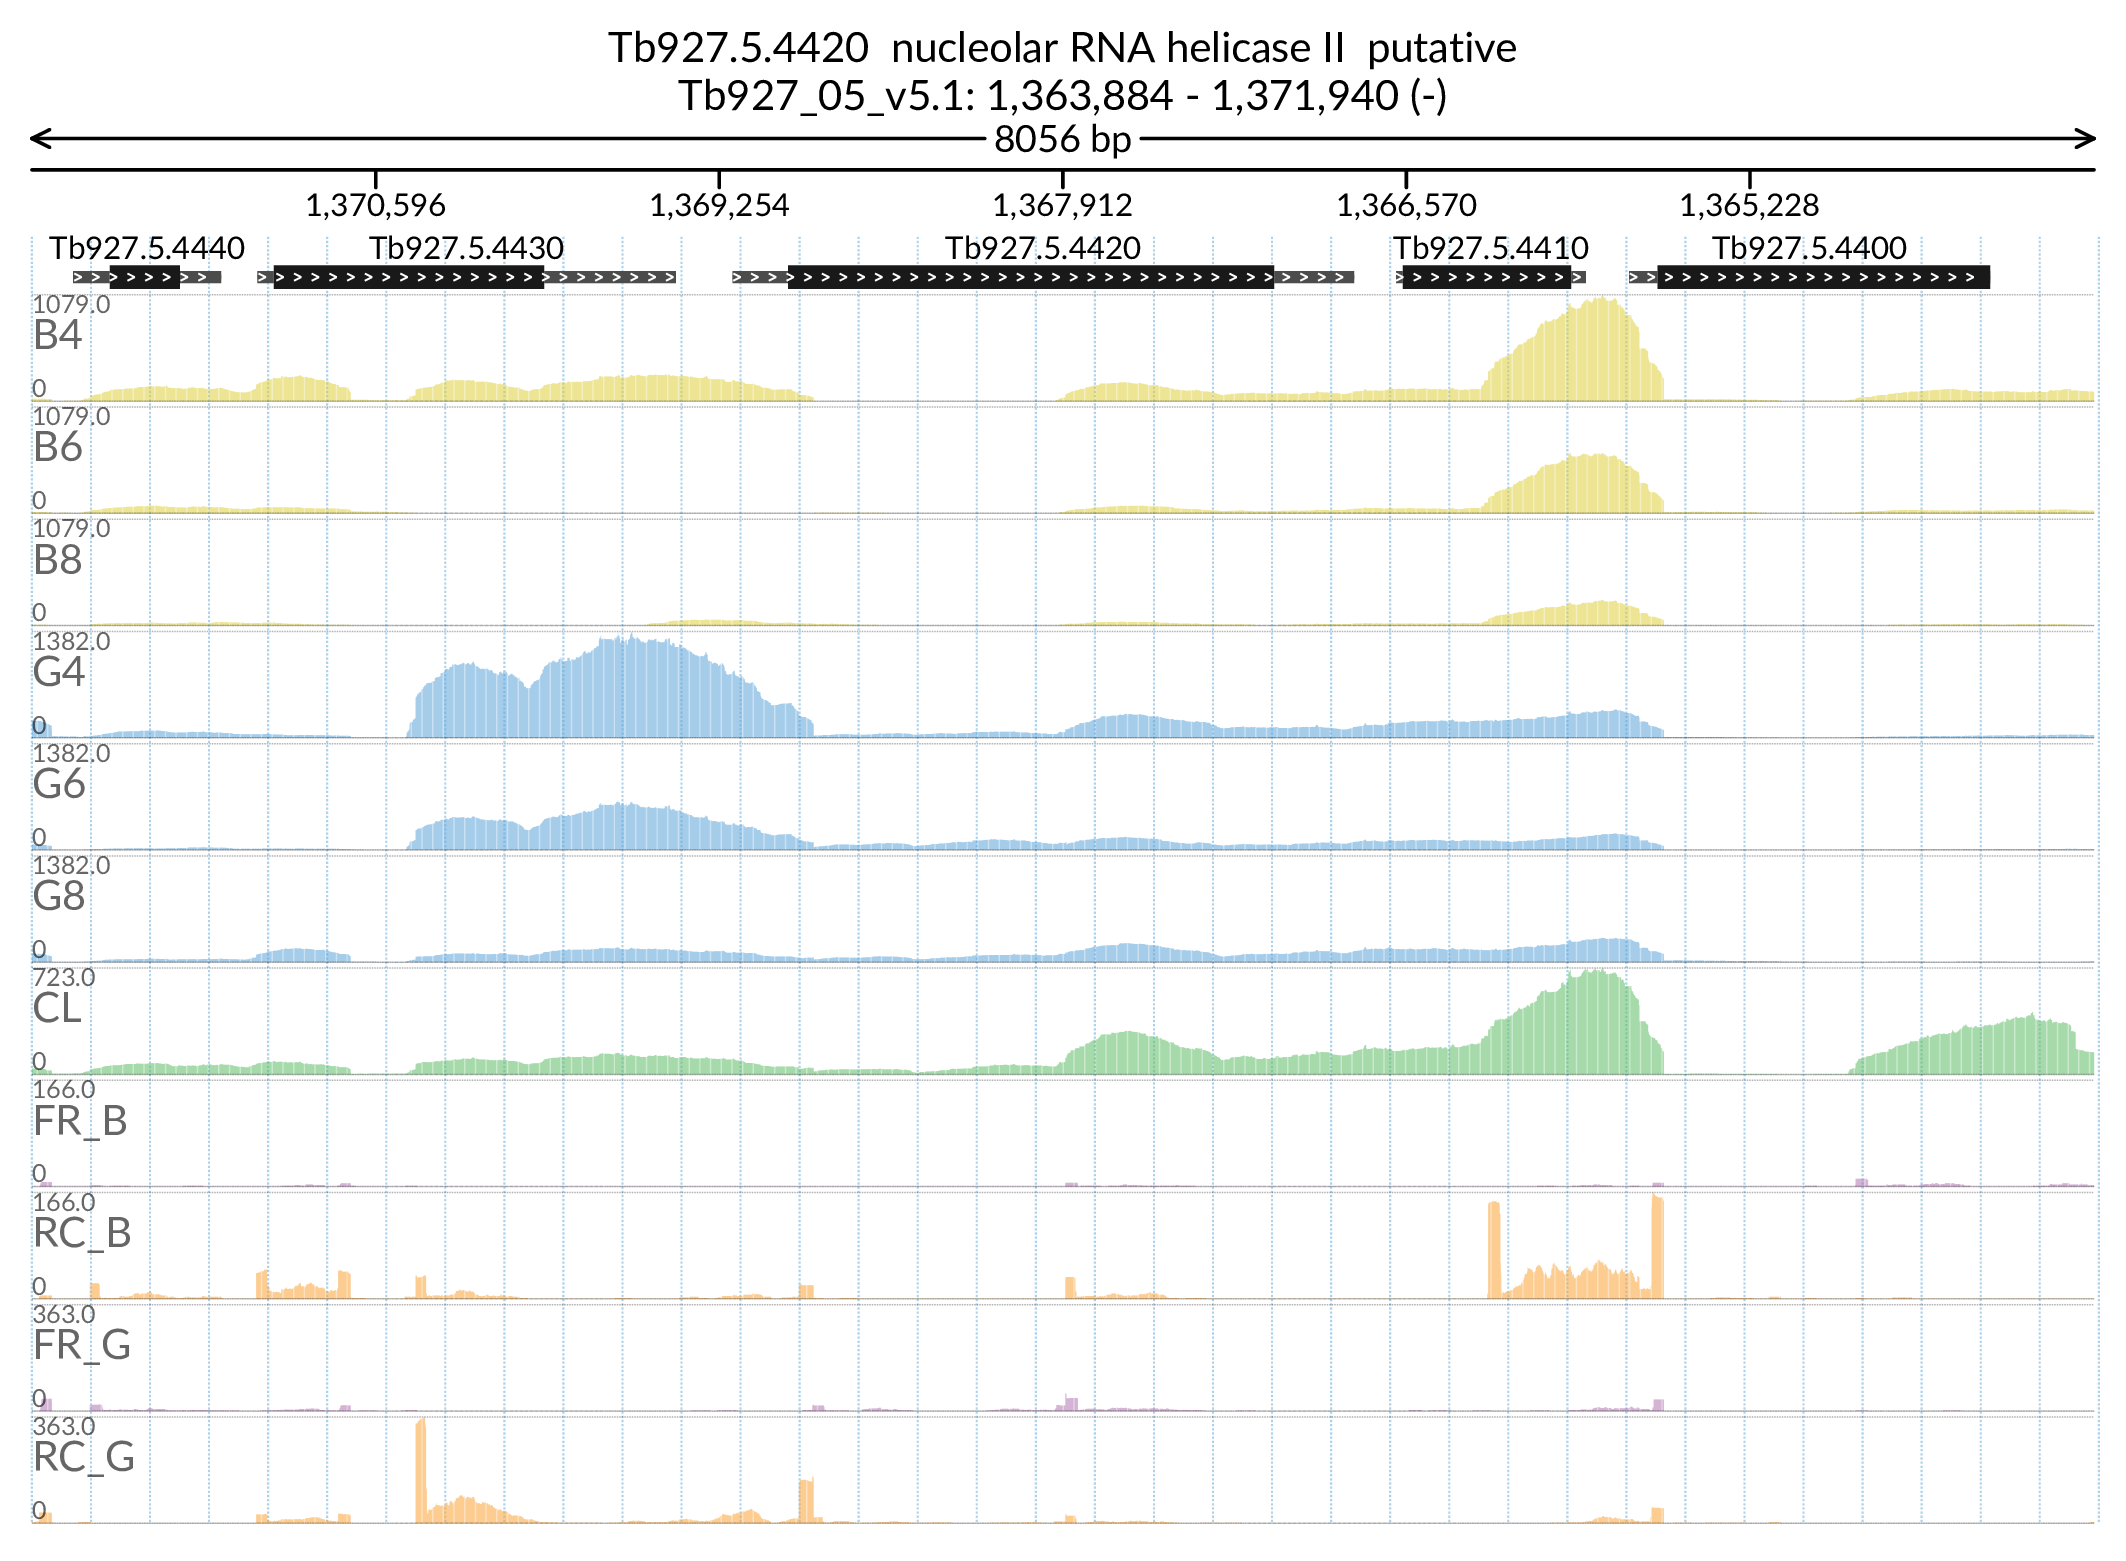 Tb927.5.4420 nucleolar RNA helicase II putative
Tb927_05_v5.1: 1,363,884 - 1,371,940 (-)
8056 bp
1,370,596 1,369,254 1,367,912 1,366,570 1,365,228
Tb927.5.4440 Tb927.5.4430 Tb927.5.4420 Tb927.5.4410 Tb927.5.4400
1079.0
B4
0
1079.0
B6
0
1079.0
B8
0
1382.0
G4
0
1382.0
G6
0
1382.0
G8
0
723.0
CL
0
166.0
FR_B
0
166.0
RC_B
0
363.0
FR_G
0
363.0
RC_G
0